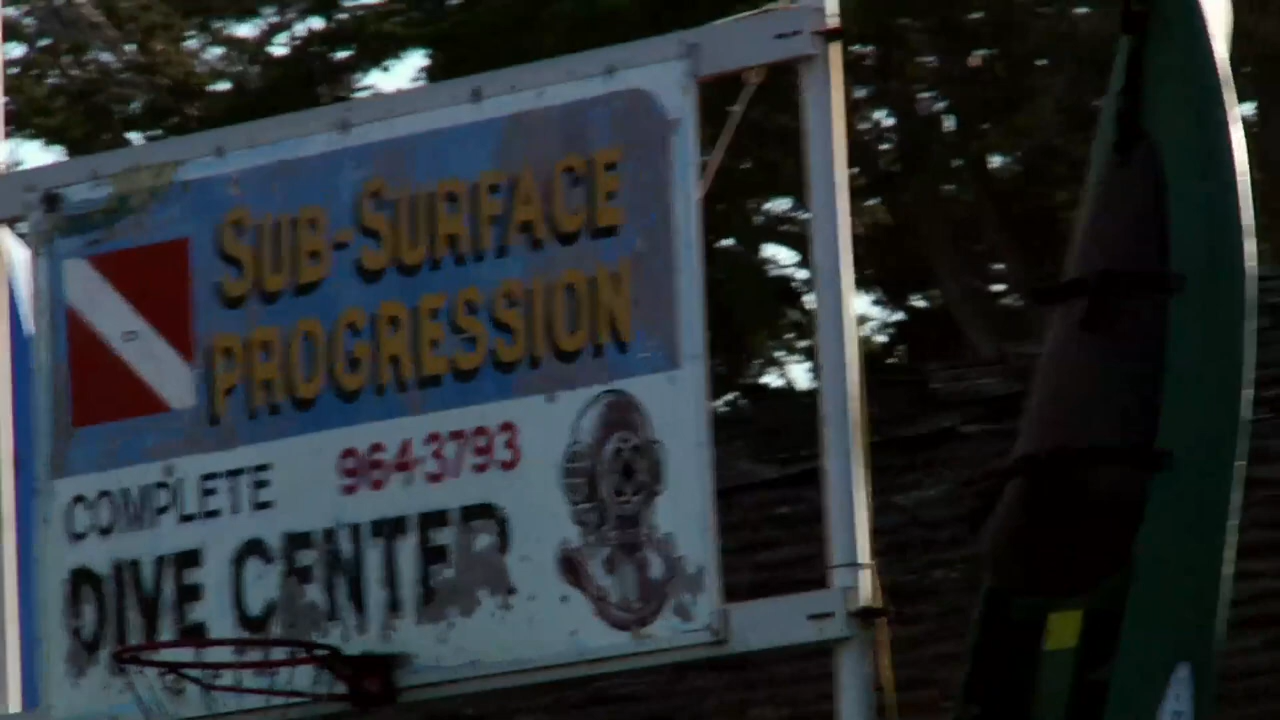 SUB-SURFACE
PROGRESSION
COMPLETE 964-3793
DIVE CENTER